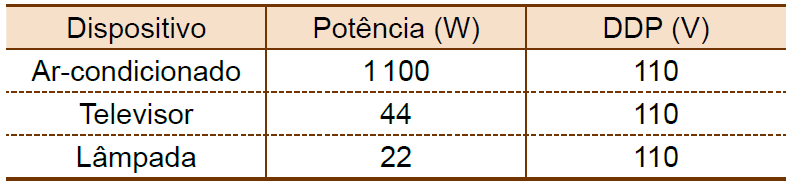 Dispositivo Potência (W) DDP (V)
Ar-condicionado 1 100 110
Televisor 44 110
Lâmpada 22 110